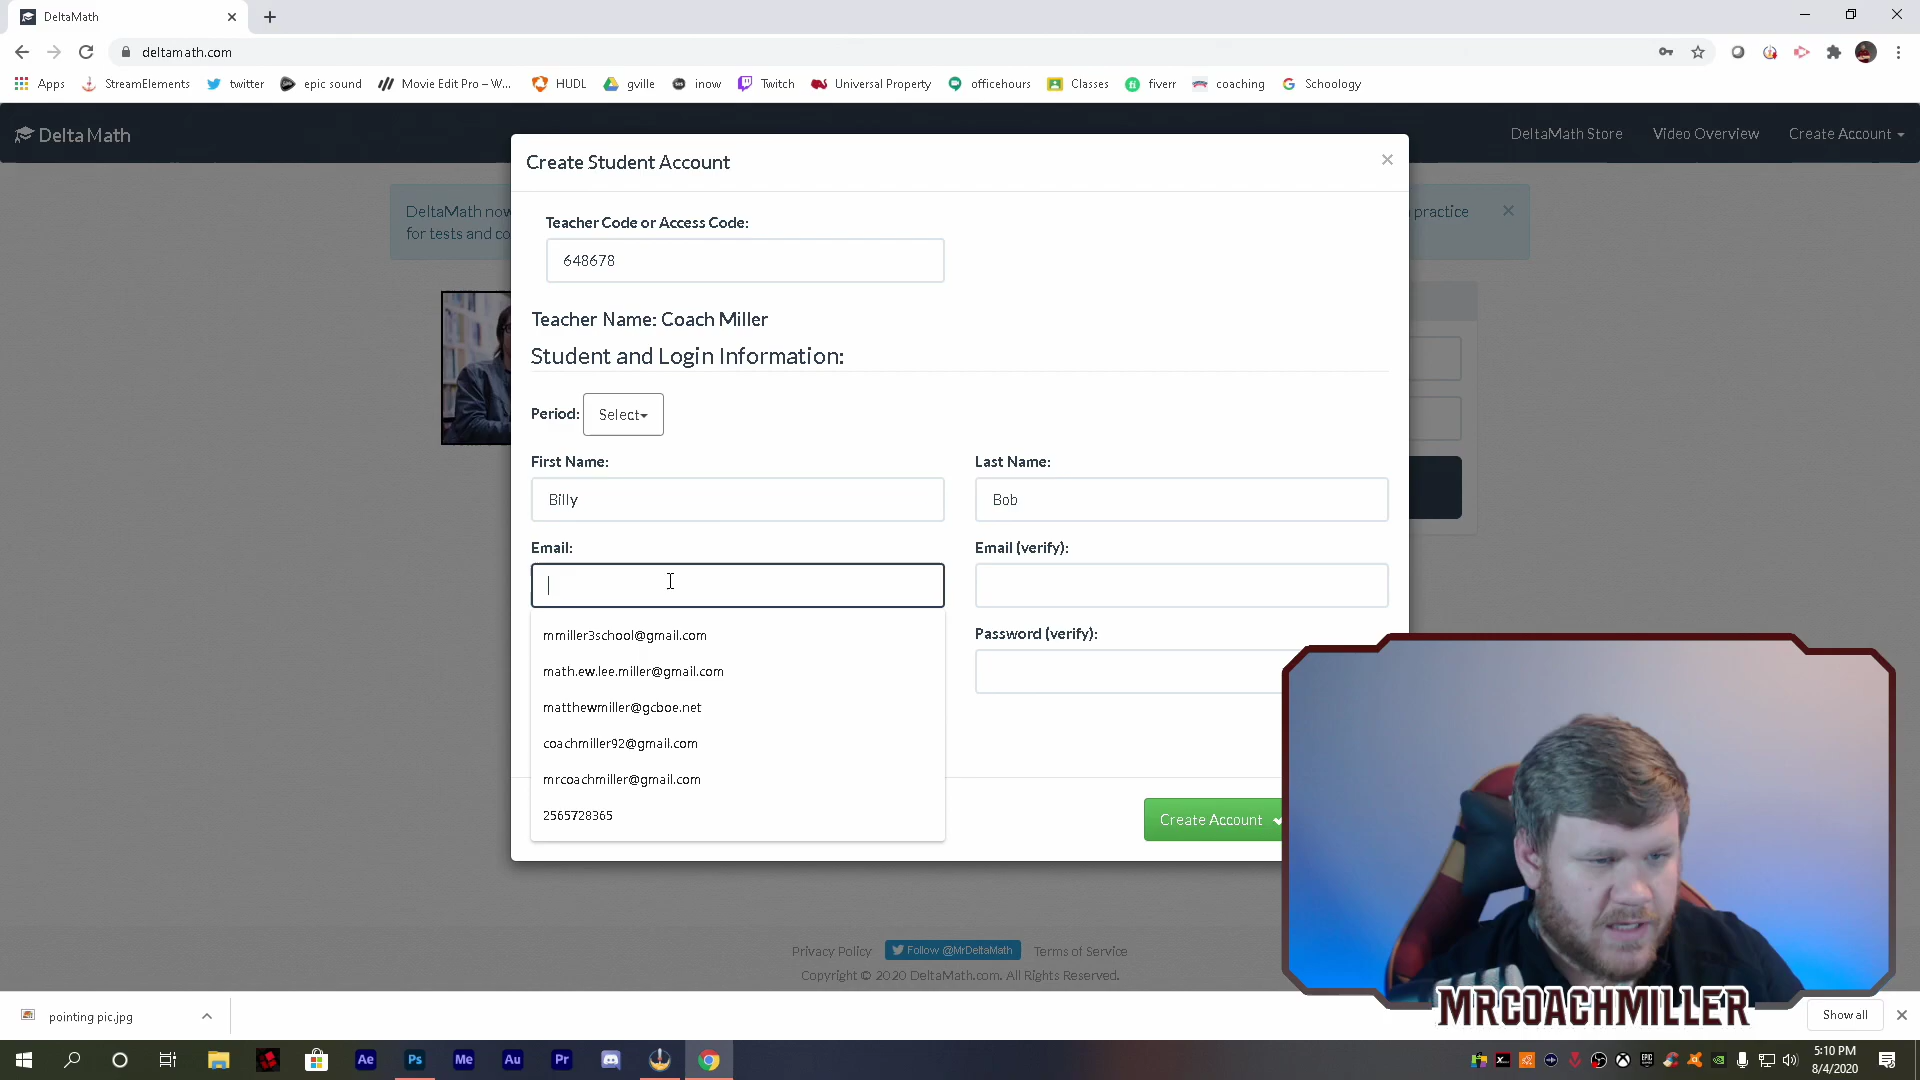 DeltaMath
deltamath.com
Apps StreamElements twitter epic sound Movie Edit Pro – W... HUDL gville inow Twitch Universal Property officehours Classes fiverr coaching Schoology
Delta Math DeltaMath Store Video Overview Create Account
Create Student Account
DeltaMath now practice
for tests and co
Teacher Code or Access Code:
648678
Teacher Name: Coach Miller
Student and Login Information:
Period: Select
First Name: Last Name:
Billy Bob
Email: Email (verify):
mmiller3school@gmail.com
Password (verify):
math.ew.lee.miller@gmail.com
matthewmiller@gcboe.net
coachmiller92@gmail.com
mrcoachmiller@gmail.com
2565728365
Create Account
Privacy Policy Follow @MrDeltaMath Terms of Service
Copyright © 2020 DeltaMath.com. All Rights Reserved.
MRCOACHMILLER
pointing pic.jpg Show all
Ae Ps Me Au Pr
5:10 PM
8/4/2020